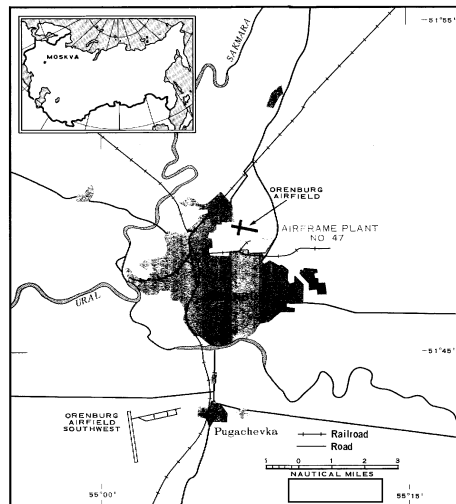 51°55'
MOSKVA
SAKMARA
ORENBURG
AIRFIELD
AIRFRAME PLANT
NO 47
URAL
51°45'
ORENBURG
AIRFIELD
SOUTHWEST
Pugachevka
Railroad
Road
1 0 1 2 3
NAUTICAL MILES
55°00'
55°15'